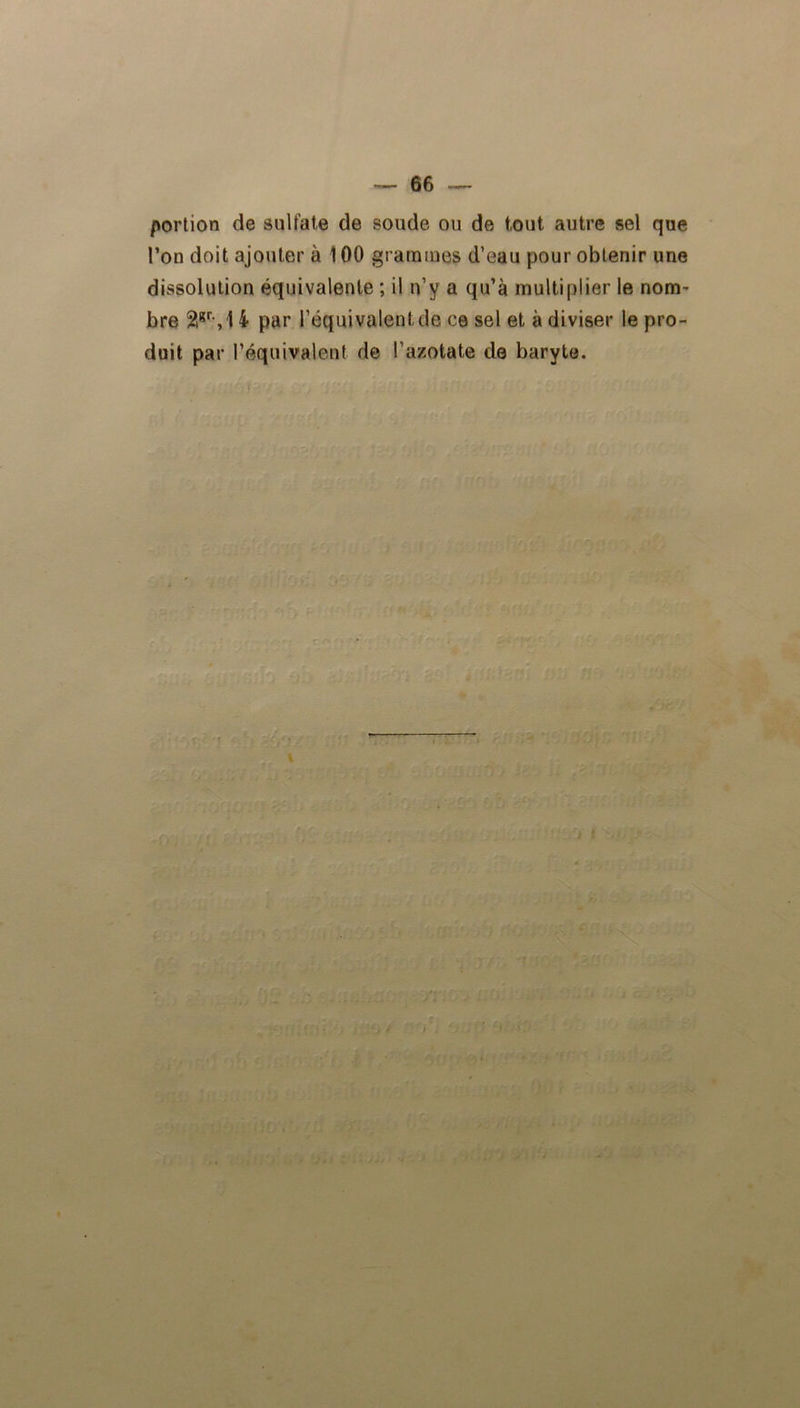 — 66 —
portion de sulfate de soude ou de tout autre sel que
l'on doit ajouter à 100 grammes d'eau pour obtenir une
dissolution équivalente ; il n'y a qu'à multiplier le nom-
bre 2gr.,14 par l'équivalent de ce sel et à diviser le pro-
duit par l'équivalent de l'azotate de baryte.